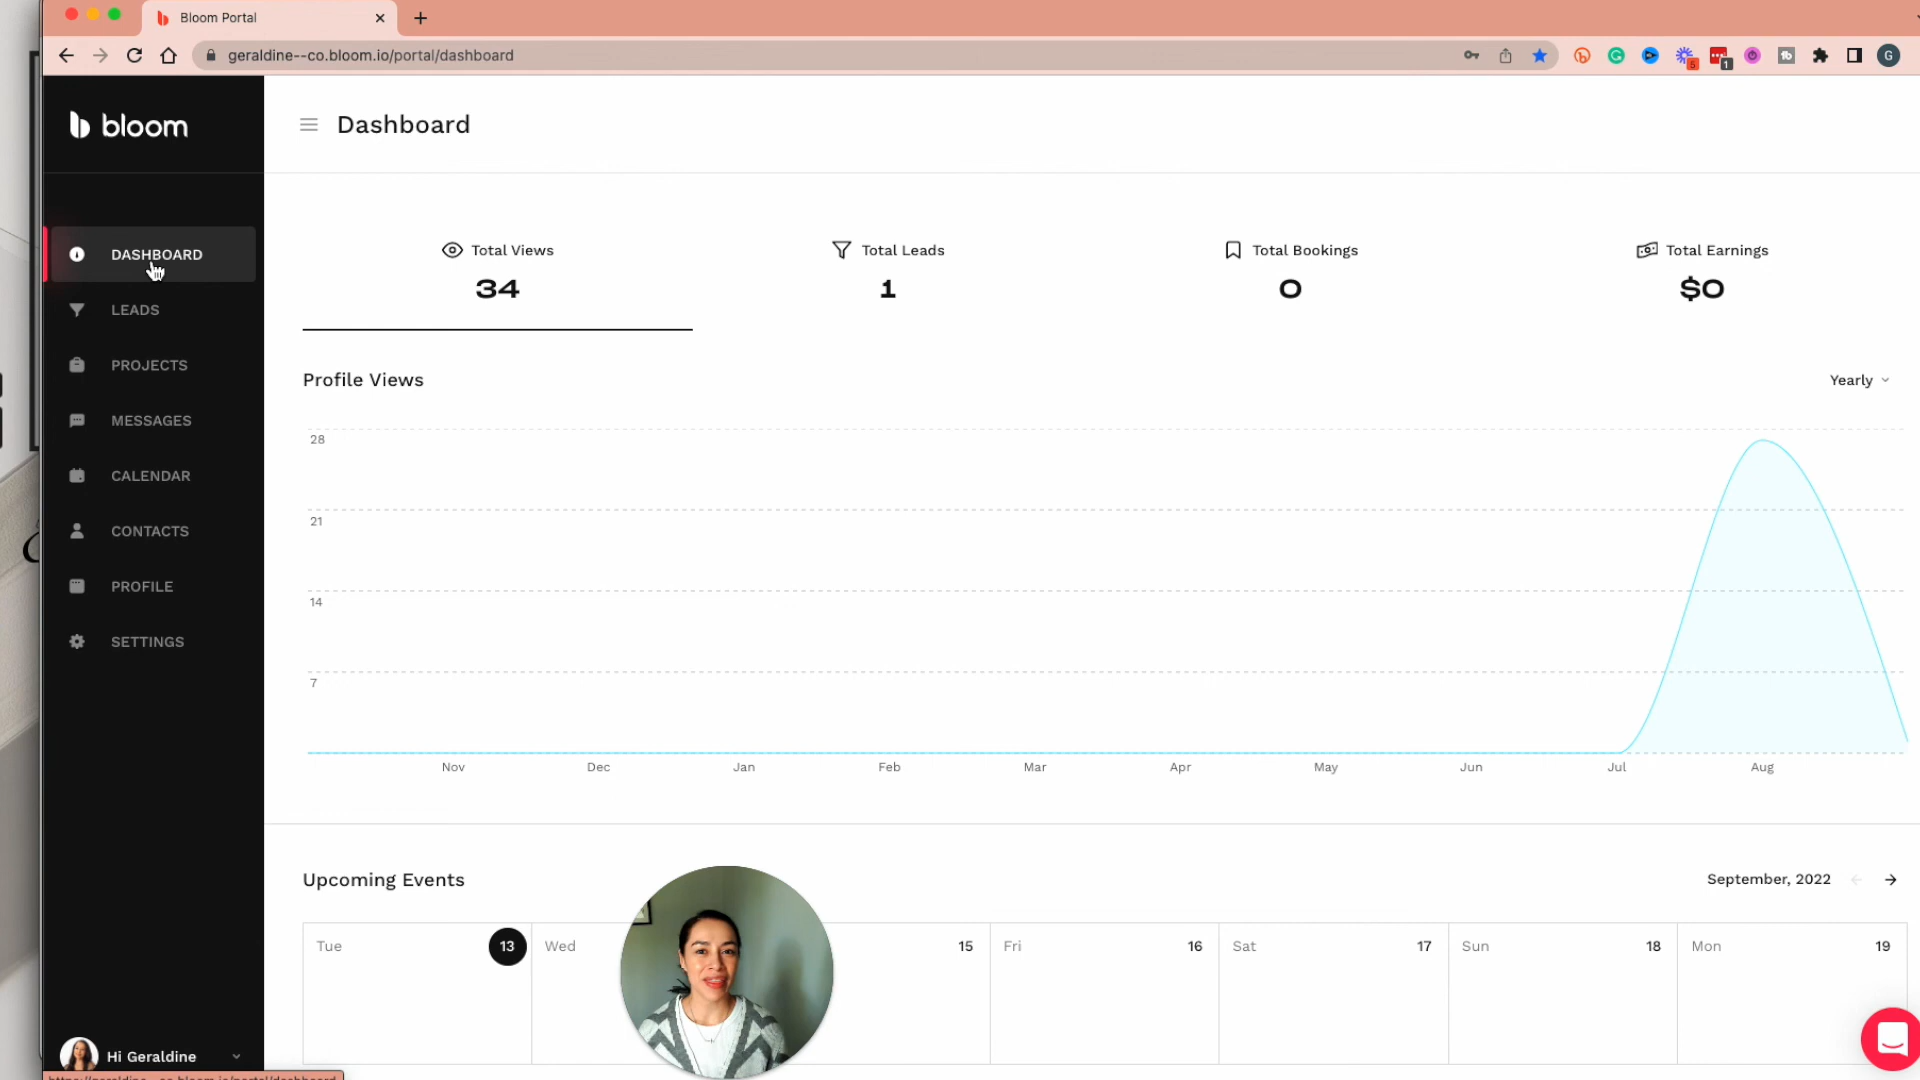 Bloom Portal
geraldine--co.bloom.io/portal/dashboard
5
1
G
bloom
Dashboard
DASHBOARD
LEADS
PROJECTS
MESSAGES
CALENDAR
CONTACTS
PROFILE
SETTINGS
Hi Geraldine
Total Views
34
Total Leads
1
Total Bookings
0
Total Earnings
$0
Profile Views
Yearly
28
21
14
7
Nov Dec Jan Feb Mar Apr May Jun Jul Aug
Upcoming Events
September, 2022
Tue 13 Wed 15 Fri 16 Sat 17 Sun 18 Mon 19